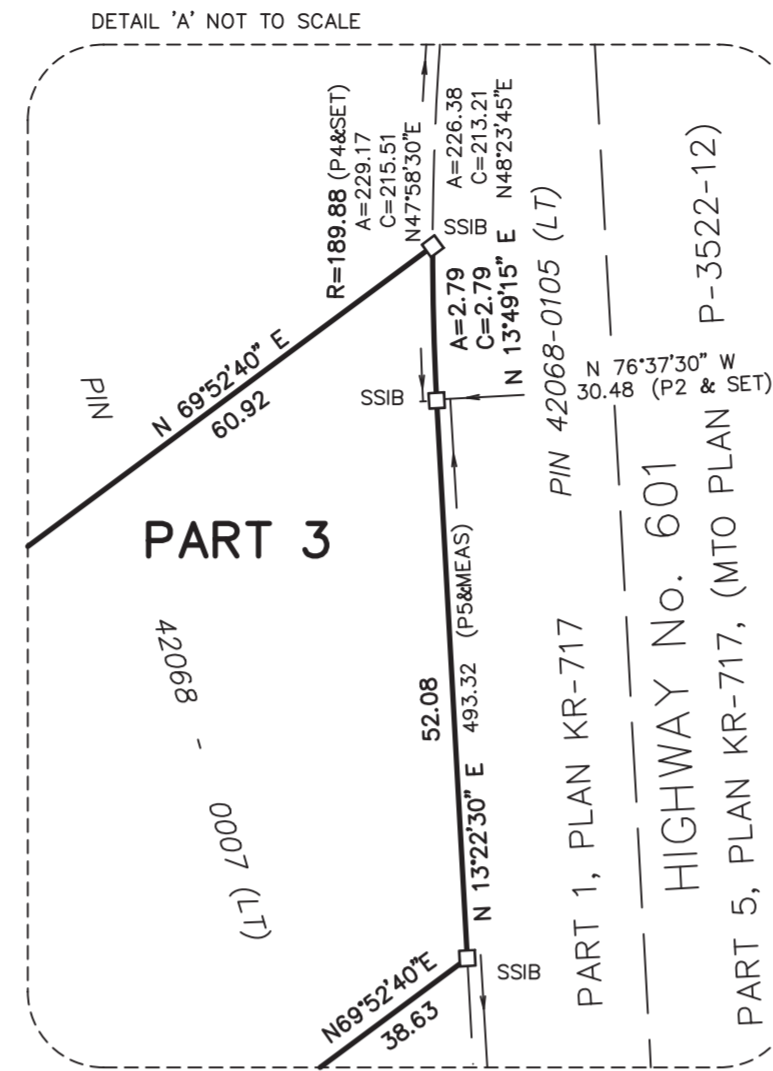 DETAIL 'A' NOT TO SCALE
R=189.88 (P4&SET)
A=229.17
C=215.51
N47°58'30"E
A=226.38
C=213.21
N48°23'45"E
SSIB
A=2.79
C=2.79
N 13°49'15" E
PIN 42068-0105 (LT)
N 76°37'30" W
30.48 (P2 & SET)
SSIB
N 69°52'40" E
60.92
PIN
42068 - 0007 (LT)
PART 3
52.08
493.32 (P5&MEAS)
N 13°22'30" E
PART 1, PLAN KR-717
HIGHWAY No. 601
PART 5, PLAN KR-717, (MTO PLAN P-3522-12)
SSIB
N69°52'40"E
38.63